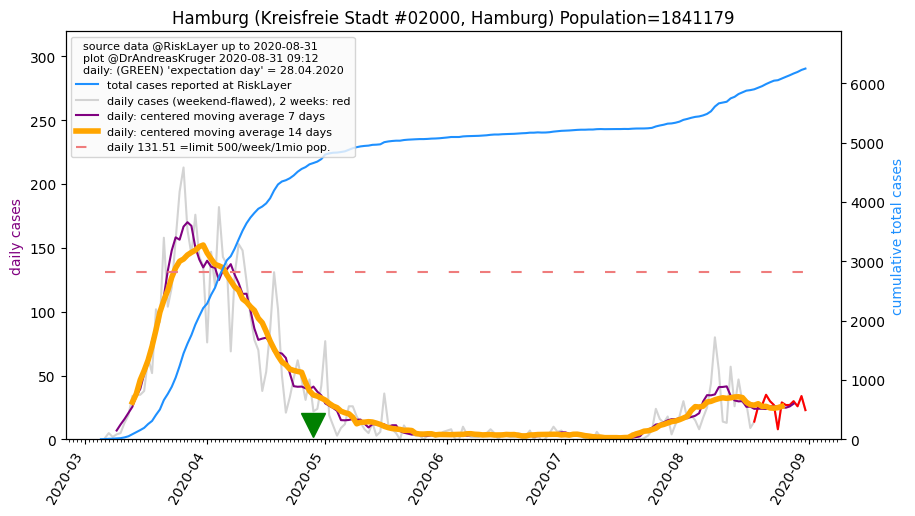 Hamburg (Kreisfreie Stadt #02000, Hamburg) Population=1841179
source data @RiskLayer up to 2020-08-31
plot @DrAndreasKruger 2020-08-31 09:12
daily: (GREEN) 'expectation day' = 28.04.2020
total cases reported at RiskLayer
daily cases (weekend-flawed), 2 weeks: red
daily: centered moving average 7 days
daily: centered moving average 14 days
daily 131.51 =limit 500/week/1mio pop.
daily cases
300
250
200
150
100
50
0
cumulative total cases
6000
5000
4000
3000
2000
1000
0
2020-03
2020-04
2020-05
2020-06
2020-07
2020-08
2020-09